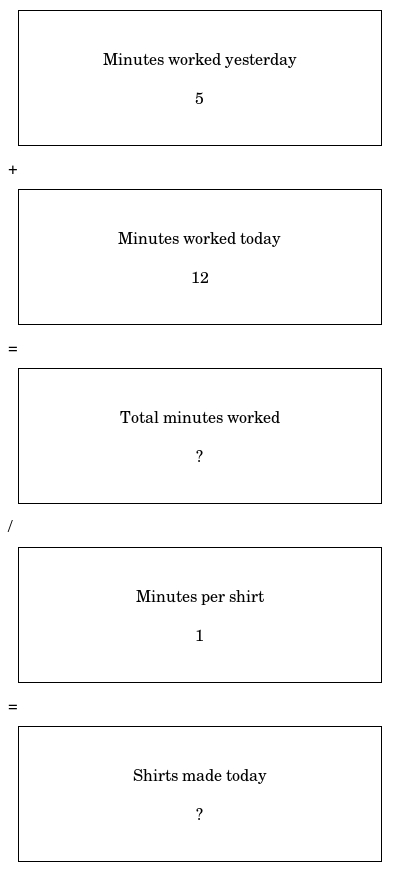 Minutes worked yesterday
5
+
Minutes worked today
12
=
Total minutes worked
?
/
Minutes per shirt
1
=
Shirts made today
?